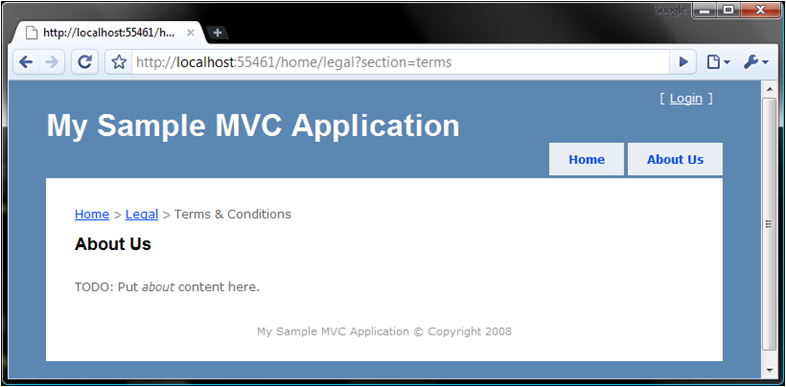 Google
http://localhost:55461/h...
http://localhost:55461/home/legal?section=terms
[ Login ]
My Sample MVC Application
Home
About Us
Home > Legal > Terms & Conditions
About Us
TODO: Put about content here.
My Sample MVC Application © Copyright 2008